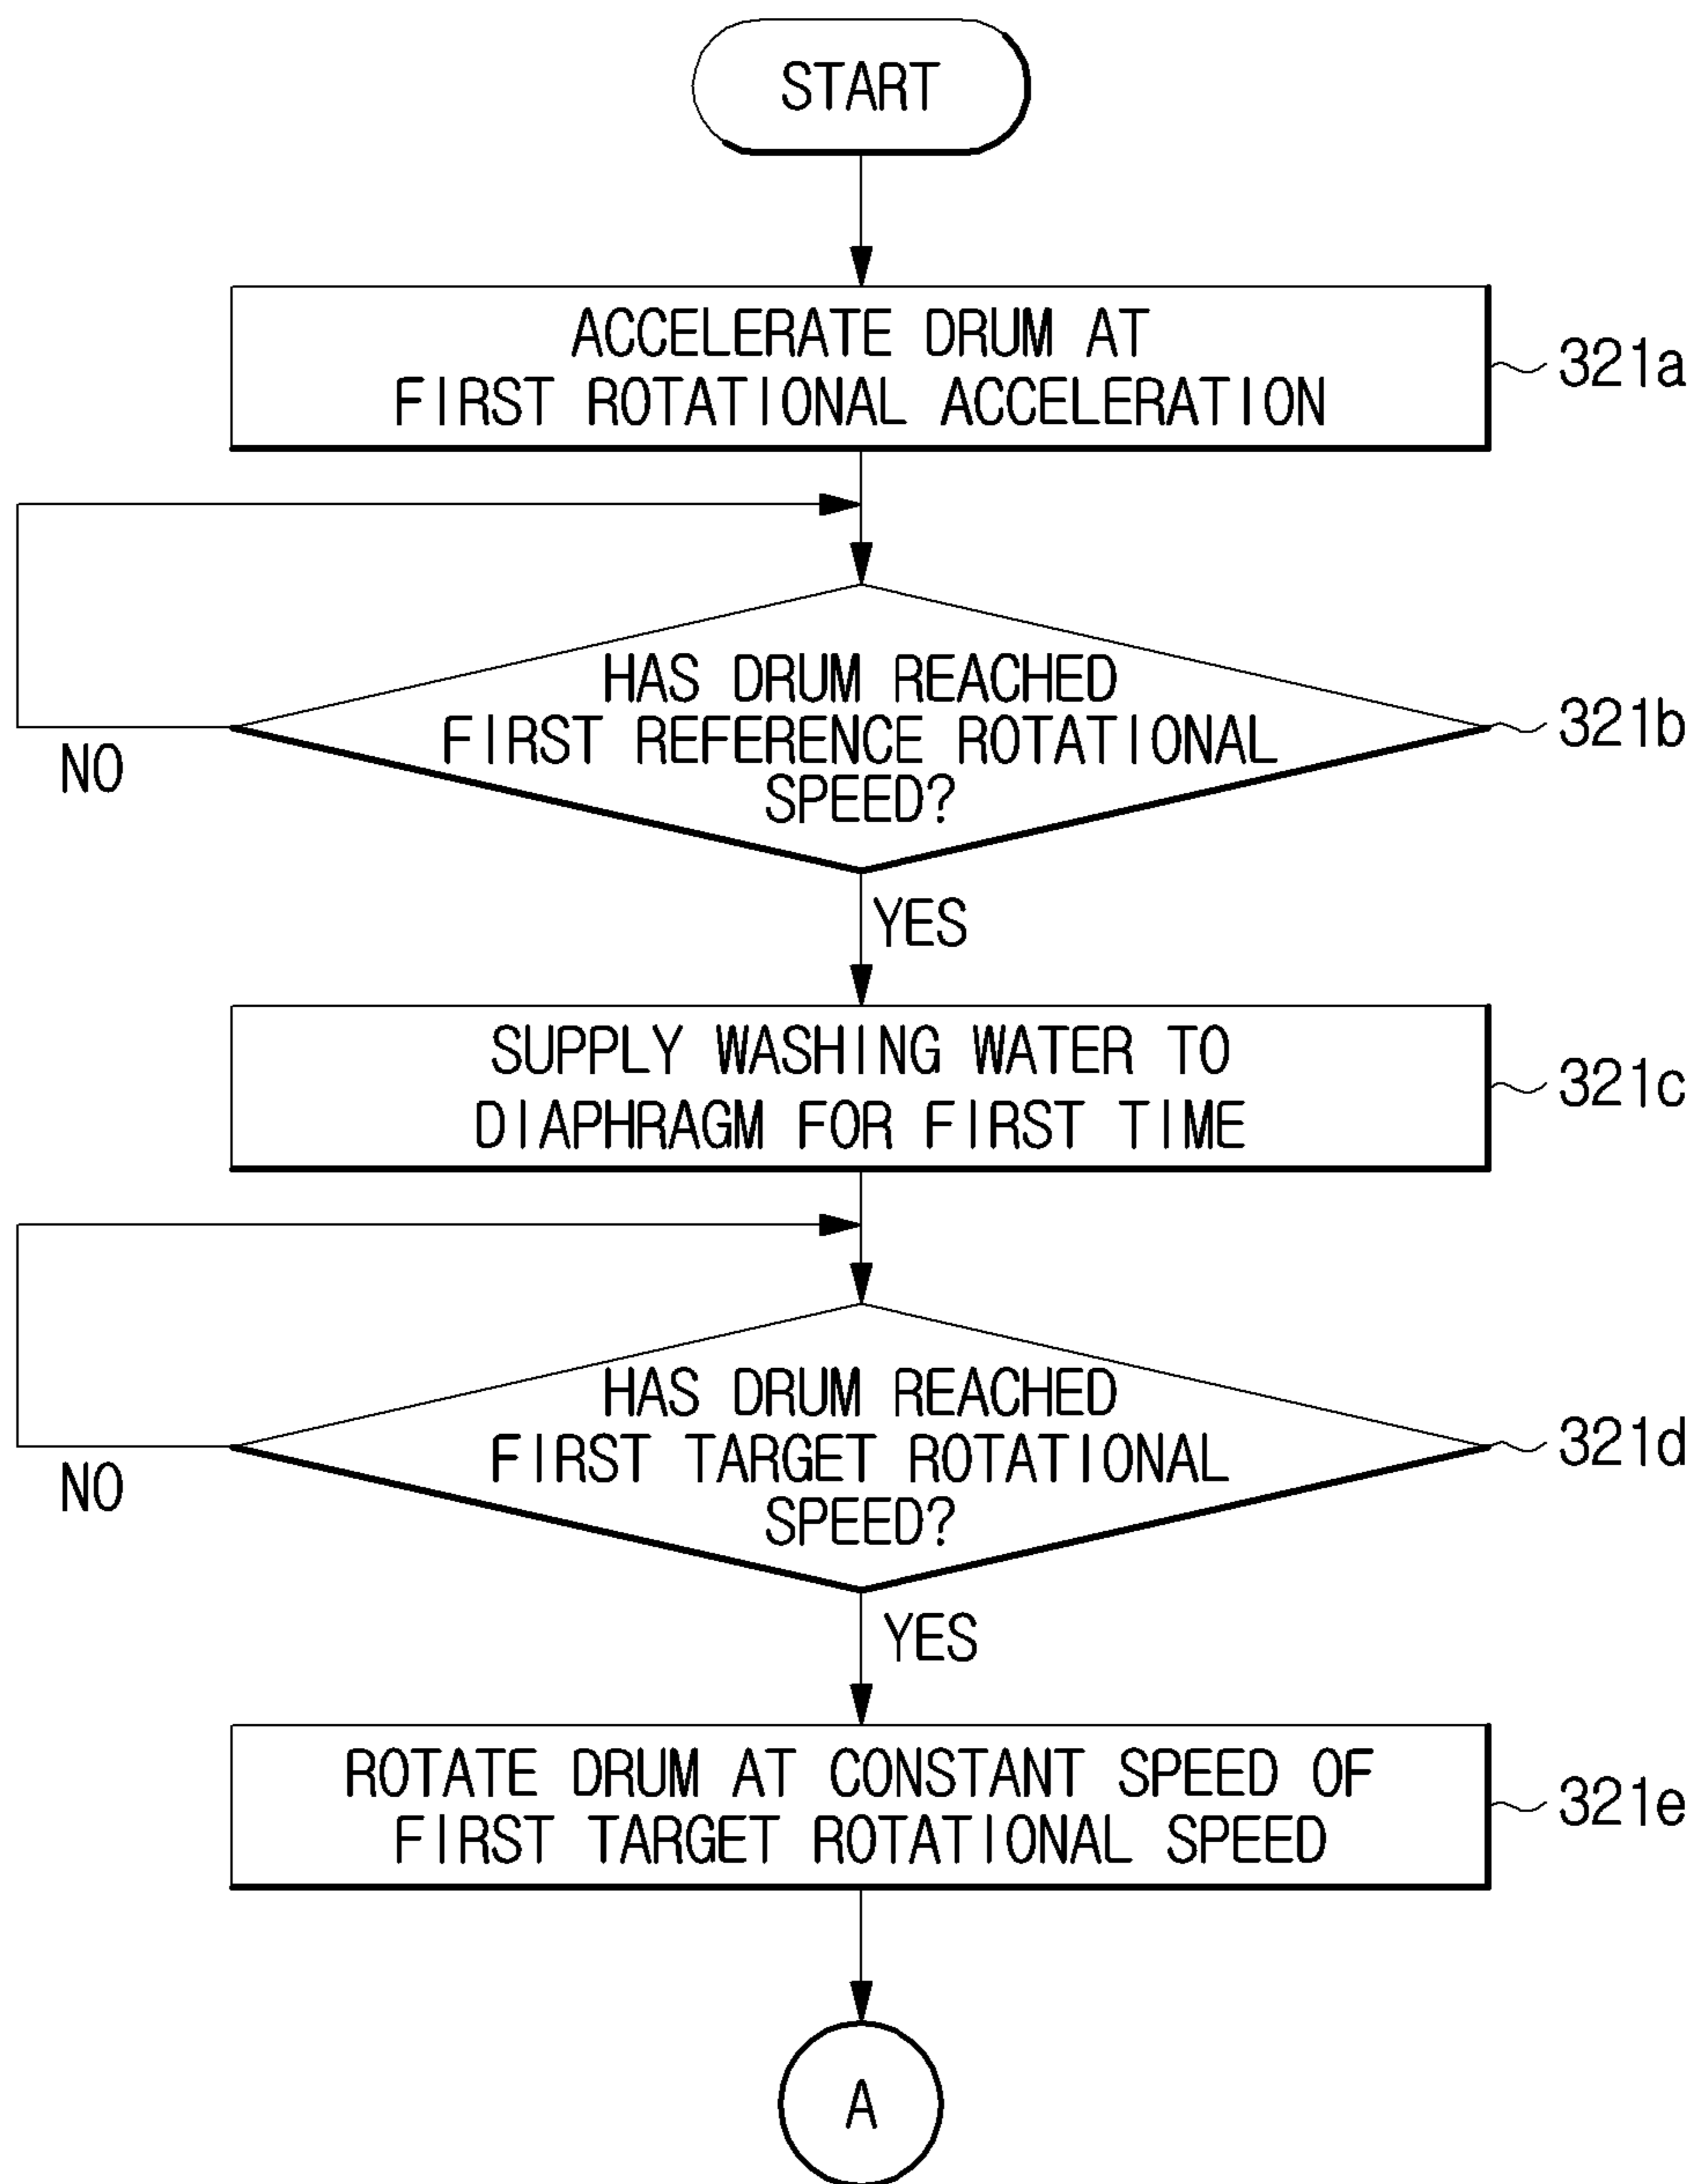 START
ACCELERATE DRUM AT
FIRST ROTATIONAL ACCELERATION
321a
HAS DRUM REACHED
FIRST REFERENCE ROTATIONAL
SPEED?
321b
NO
YES
SUPPLY WASHING WATER TO
DIAPHRAGM FOR FIRST TIME
321c
HAS DRUM REACHED
FIRST TARGET ROTATIONAL
SPEED?
321d
NO
YES
ROTATE DRUM AT CONSTANT SPEED OF
FIRST TARGET ROTATIONAL SPEED
321e
A